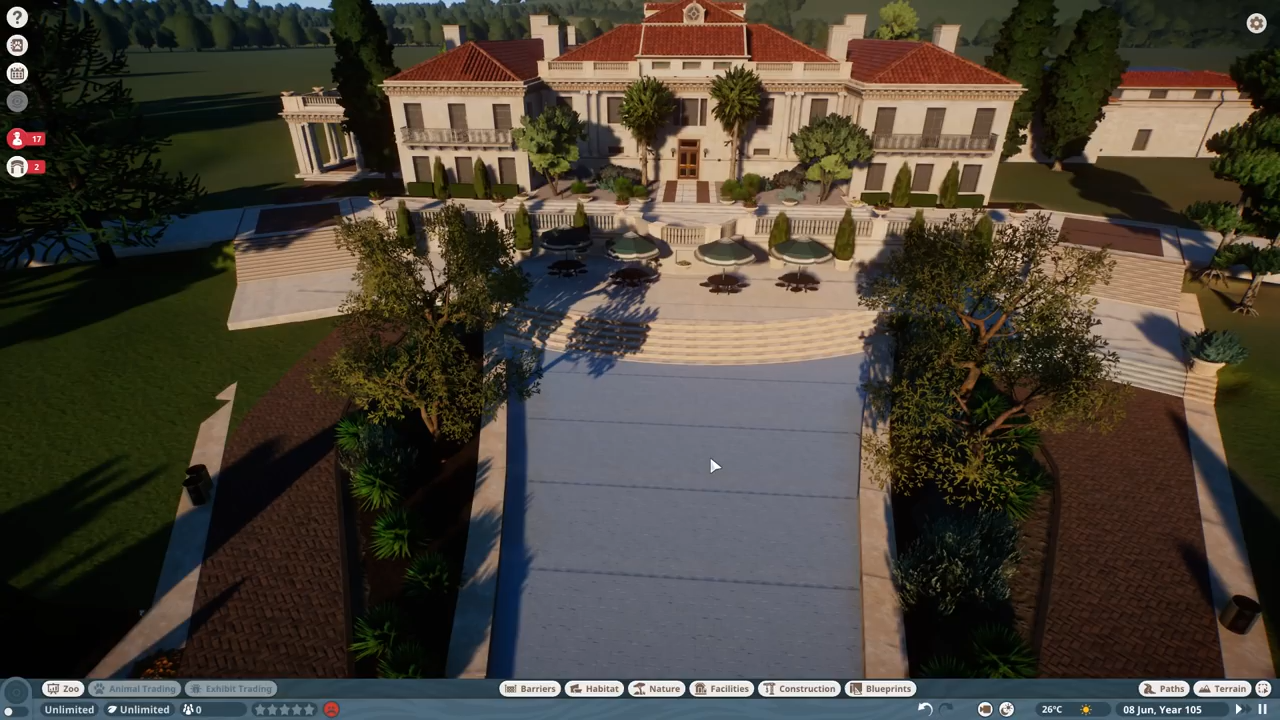 ?
17
2
Zoo
Animal Trading
Exhibit Trading
Barriers
Habitat
Nature
Facilities
Construction
Blueprints
Paths
Terrain
Unlimited
Unlimited
0
26°C
08 Jun, Year 105